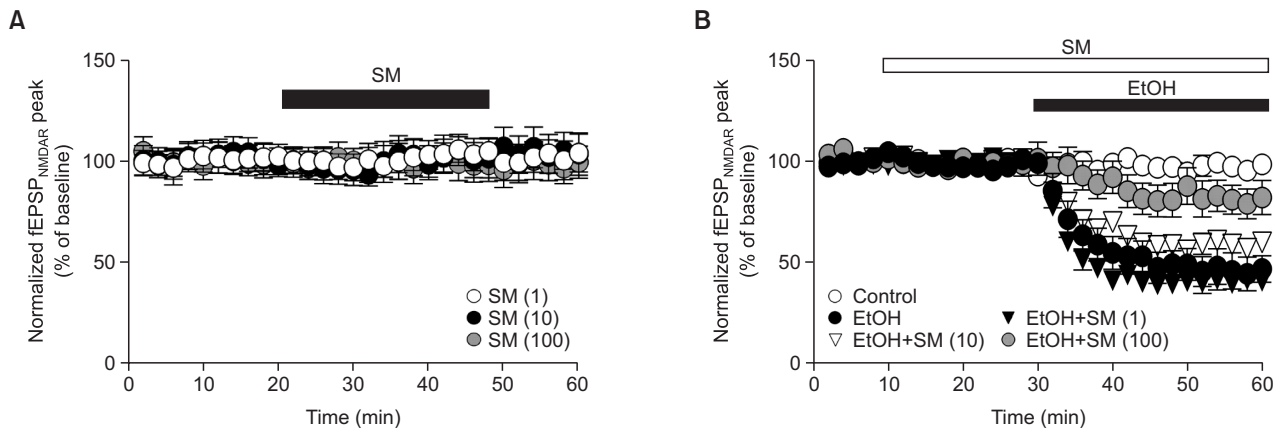 A
Normalized fEPSP_NMDAR peak
(% of baseline)
150
100
50
0
SM
SM (1)
SM (10)
SM (100)
0 10 20 30 40 50 60
Time (min)
B
Normalized fEPSP_NMDAR peak
(% of baseline)
150
100
50
0
SM
EtOH
Control
EtOH EtOH+SM (1)
EtOH+SM (10) EtOH+SM (100)
0 10 20 30 40 50 60
Time (min)